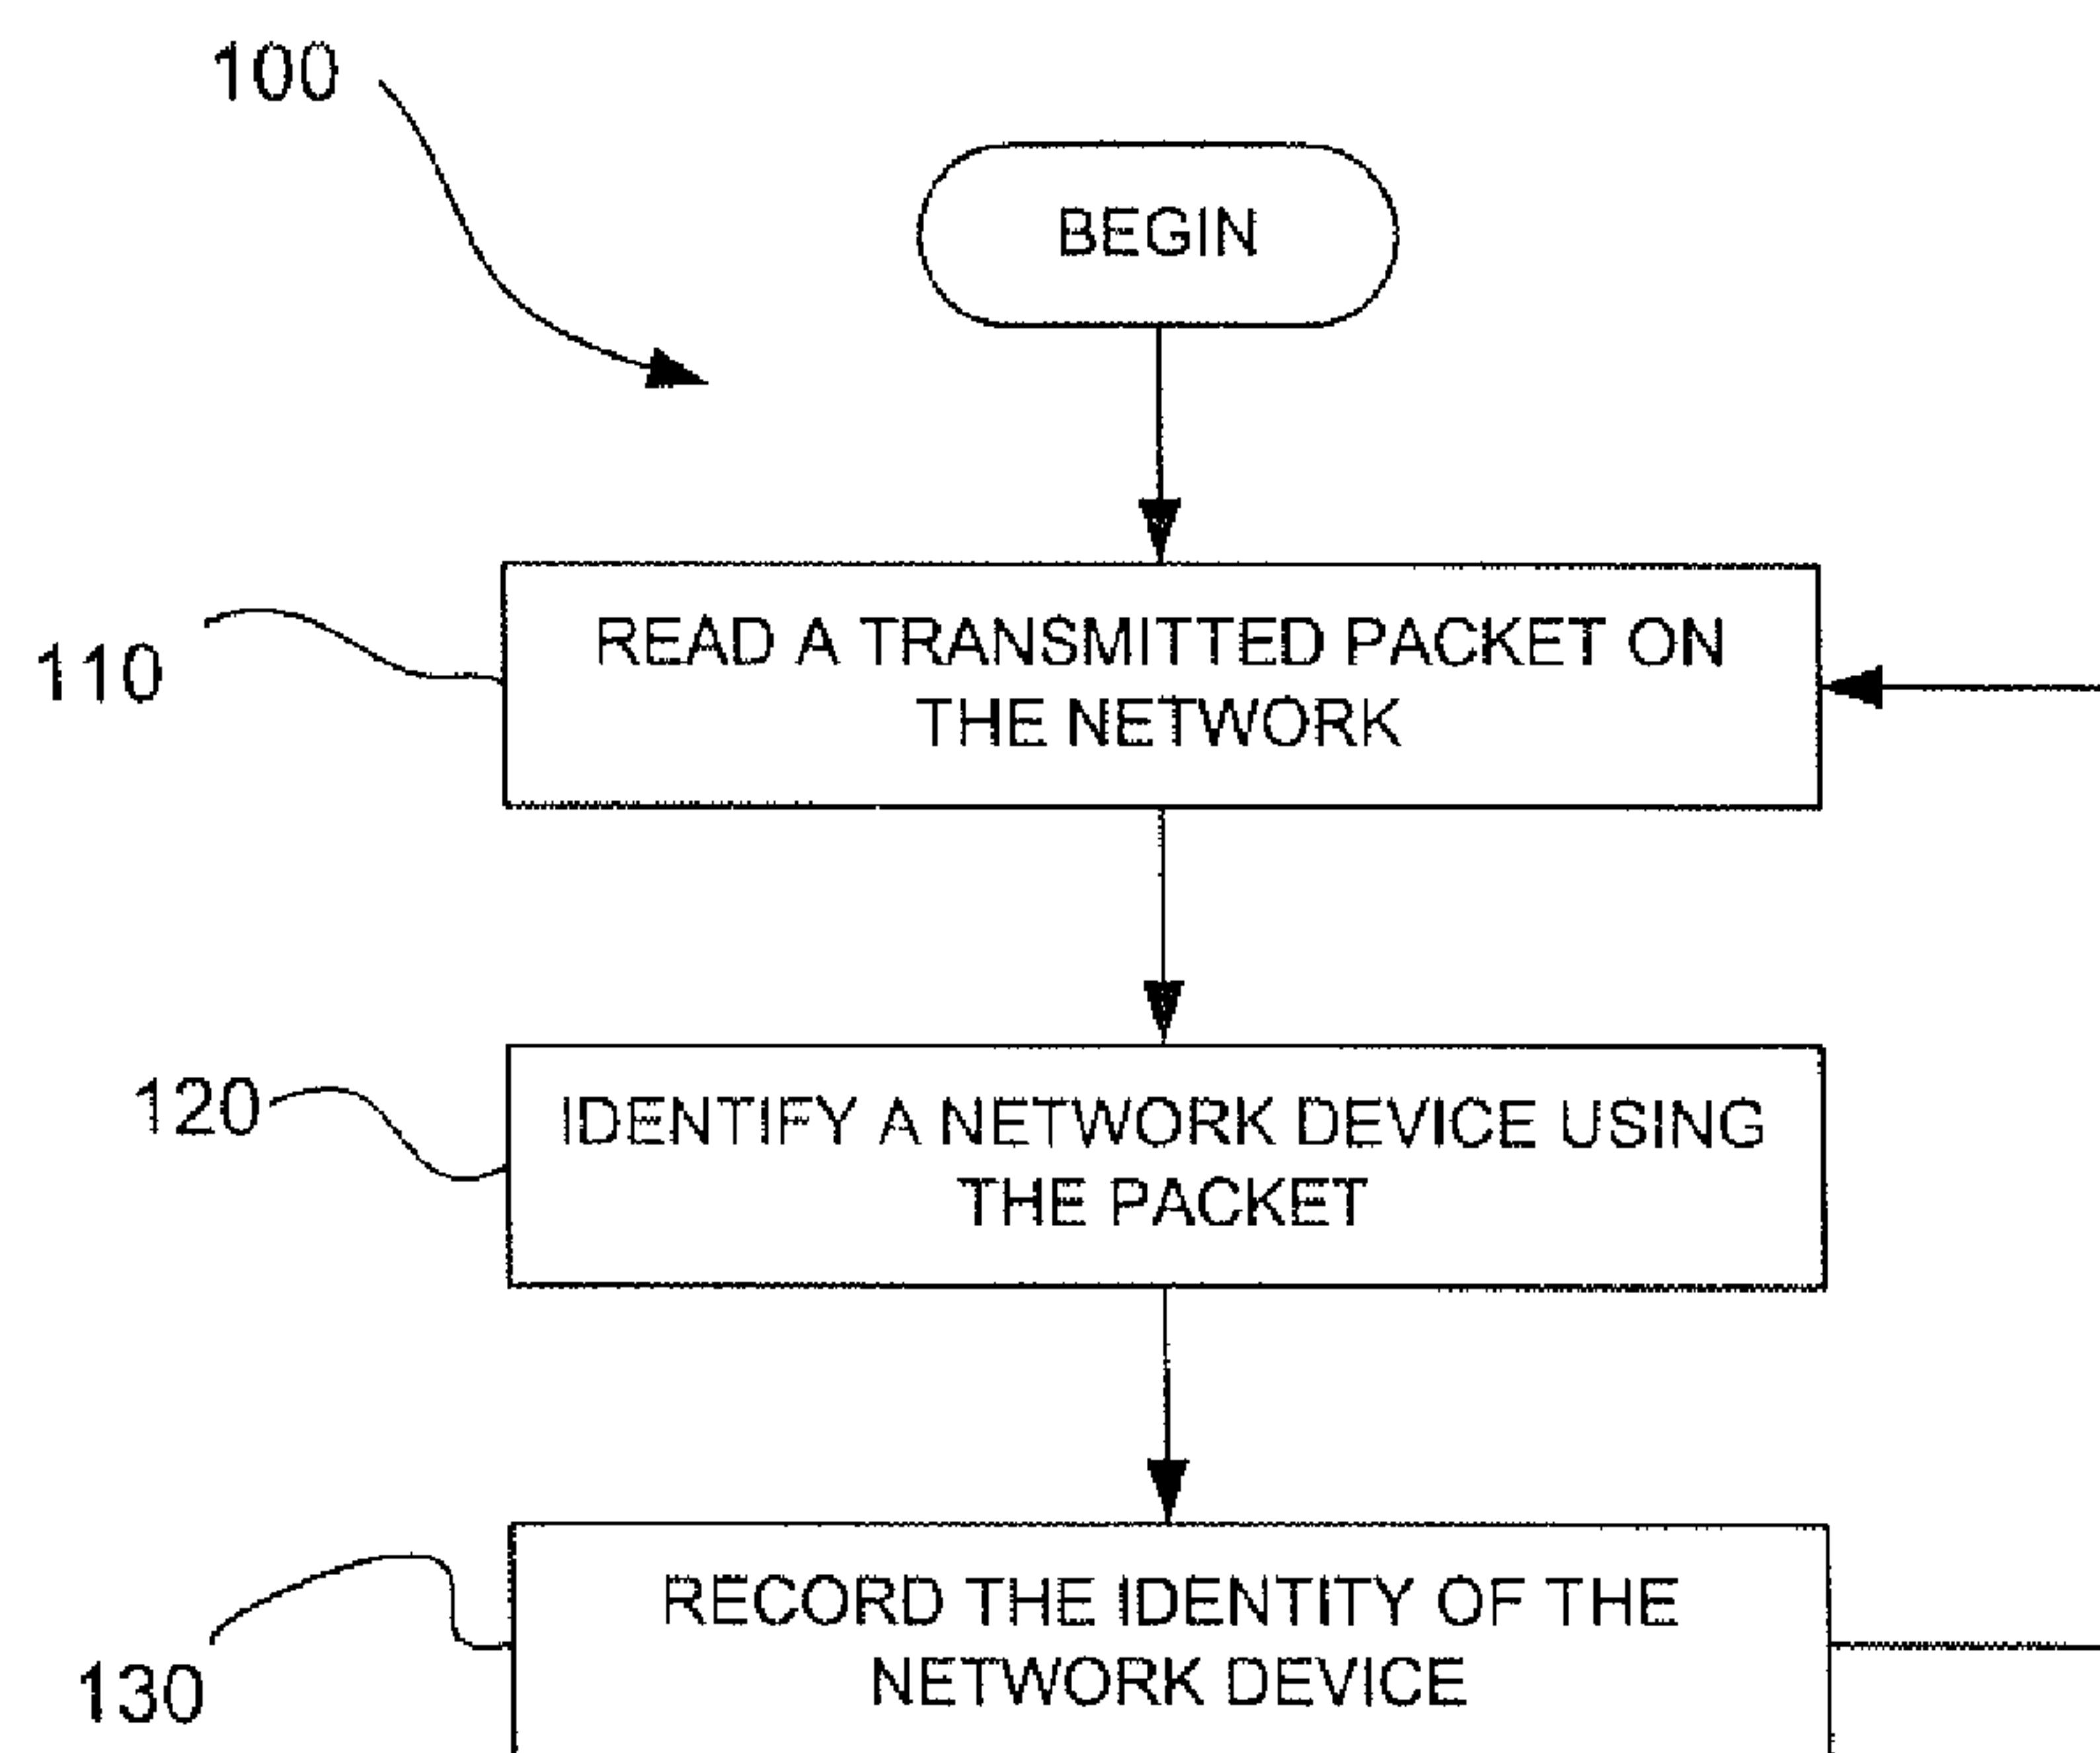 100
BEGIN
110
READ A TRANSMITTED PACKET ON
THE NETWORK
120
IDENTIFY A NETWORK DEVICE USING
THE PACKET
130
RECORD THE IDENTITY OF THE
NETWORK DEVICE